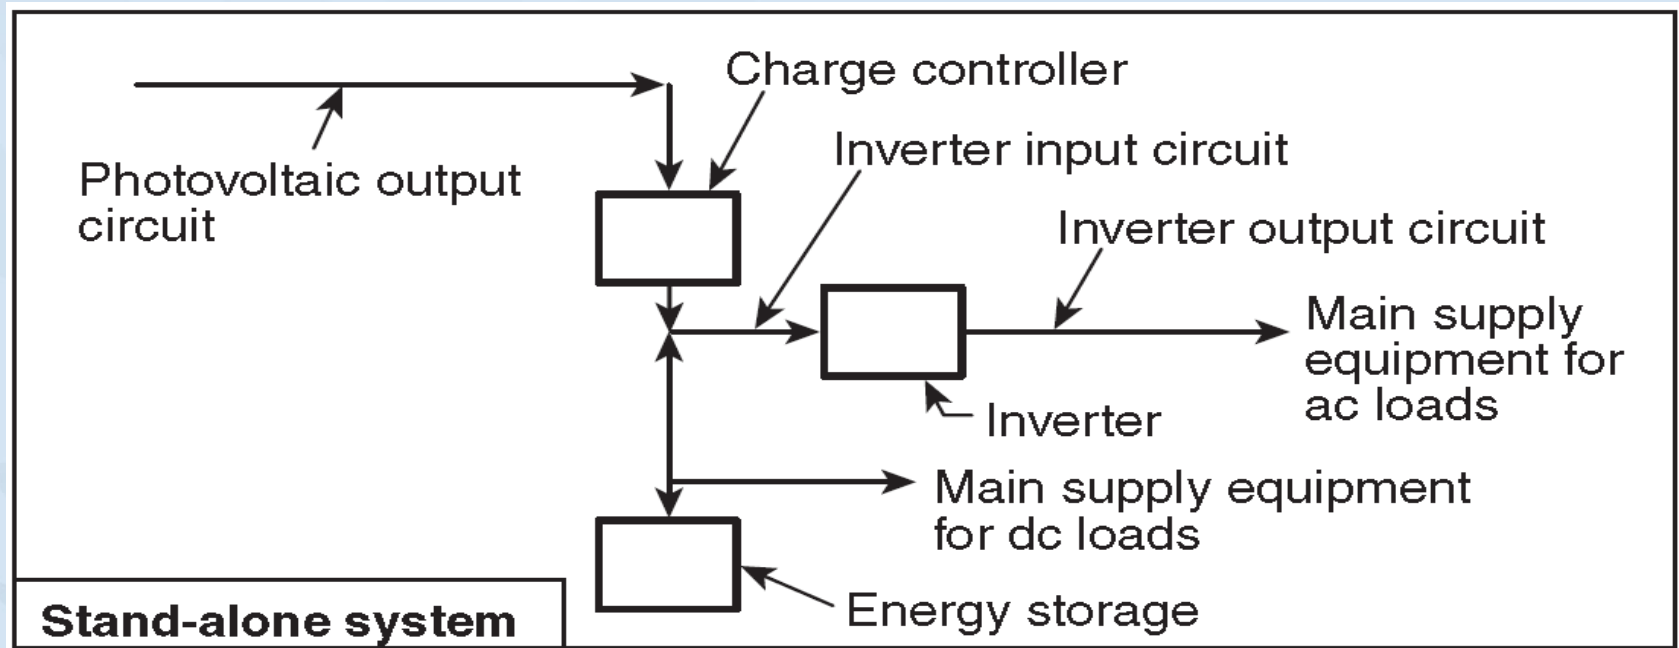 Charge controller
Photovoltaic output
circuit
Inverter input circuit
Inverter output circuit
Main supply
equipment for
ac loads
Inverter
Main supply equipment
for dc loads
Energy storage
Stand-alone system